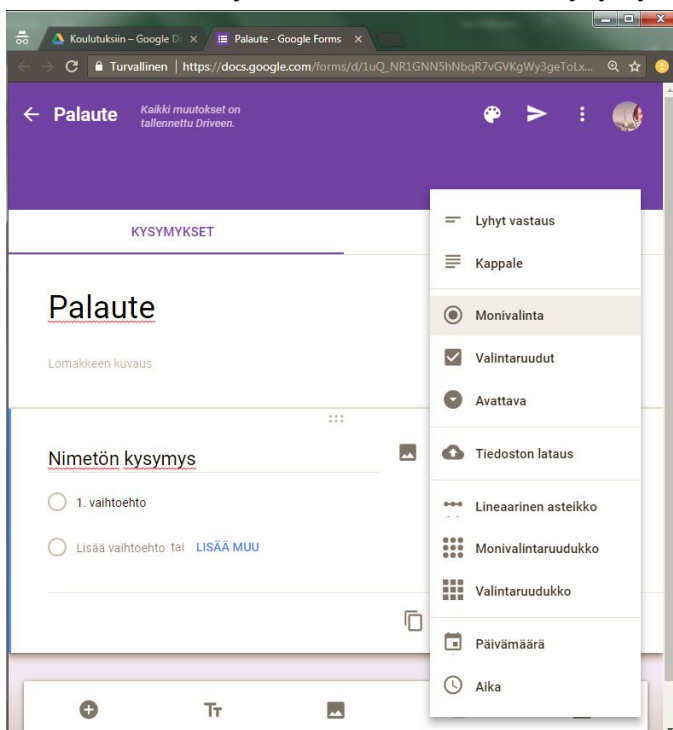 Koulutuksiin – Google Dr
Palaute - Google Forms
Turvallinen | https://docs.google.com/forms/d/1uQ_NR1GNN5hNbqR7vGVKgWy3geToLx...
Palaute
Kaikki muutokset on
tallennettu Driveen.
KYSYMYKSET
Palaute
Lomakkeen kuvaus
Nimetön kysymys
1. vaihtoehto
Lisää vaihtoehto tai LISÄÄ MUU
Lyhyt vastaus
Kappale
Monivalinta
Valintaruudut
Avattava
Tiedoston lataus
Lineaarinen asteikko
Monivalintaruudukko
Valintaruudukko
Päivämäärä
Aika
Tт